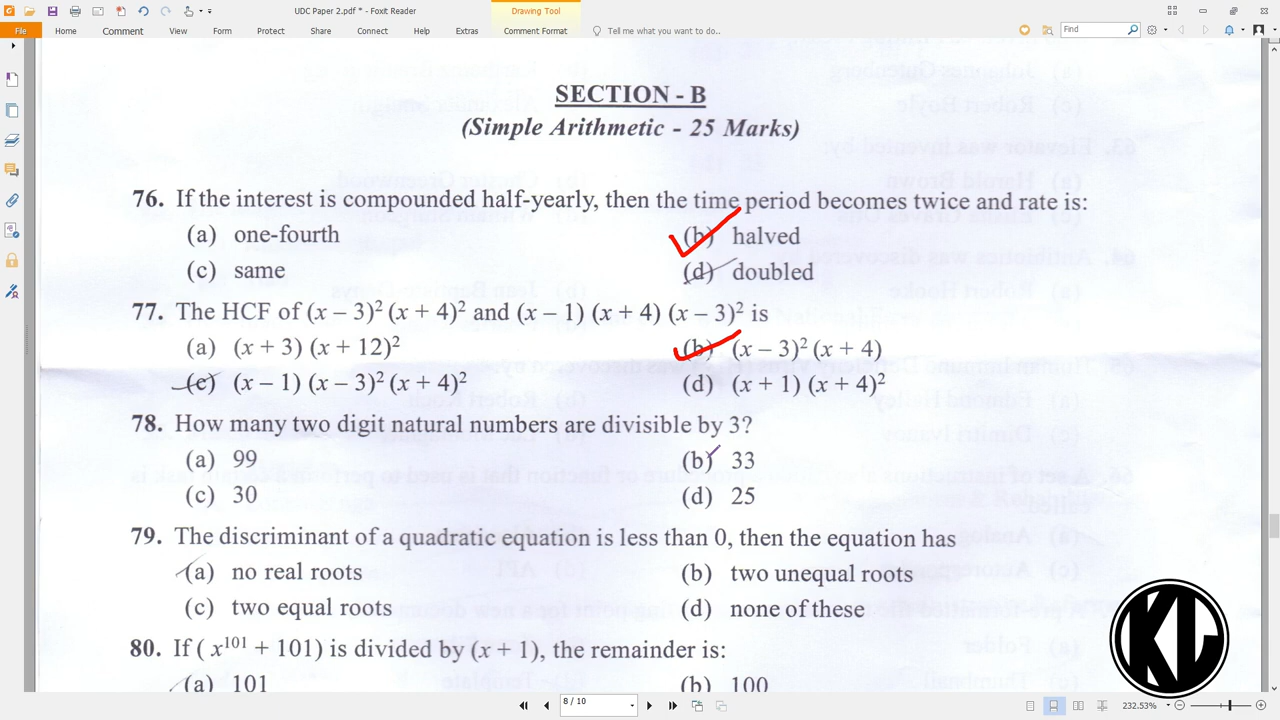 UDC Paper 2.pdf * - Foxit Reader
Drawing Tool
File Home Comment View Form Protect Share Connect Help Extras Comment Format Tell me what you want to do.. Find
SECTION - B
(Simple Arithmetic - 25 Marks)
76. If the interest is compounded half-yearly, then the time period becomes twice and rate is:
(a) one-fourth (b) halved
(c) same (d) doubled
77. The HCF of (x – 3)² (x + 4)² and (x – 1) (x + 4) (x – 3)² is
(a) (x + 3) (x + 12)² (b) (x – 3)² (x + 4)
(c) (x – 1) (x – 3)² (x + 4)² (d) (x + 1) (x + 4)²
78. How many two digit natural numbers are divisible by 3?
(a) 99 (b) 33
(c) 30 (d) 25
79. The discriminant of a quadratic equation is less than 0, then the equation has
(a) no real roots (b) two unequal roots
(c) two equal roots (d) none of these
80. If ( x¹⁰¹ + 101) is divided by (x + 1), the remainder is:
(a) 101 (b) 100
KL
8 / 10
232.53%